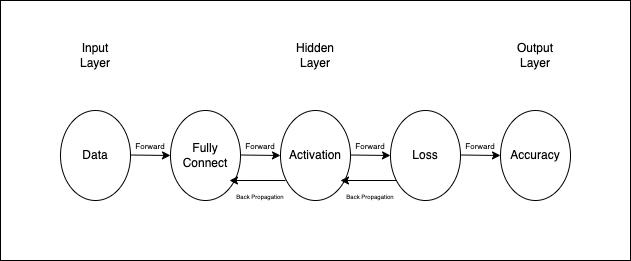 Input
Layer
Hidden
Layer
Output
Layer
Data
Forward
Fully
Connect
Forward
Activation
Forward
Loss
Forward
Accuracy
Back Propagation
Back Propagation